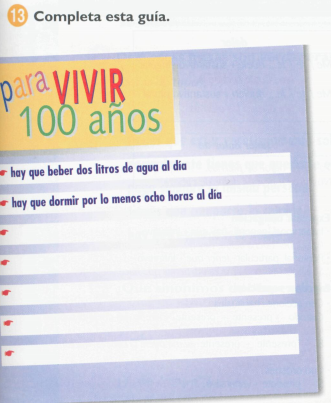 13 Completa esta guía.
para VIVIR
100 años
hay que beber dos litros de agua al día
hay que dormir por lo menos ocho horas al día